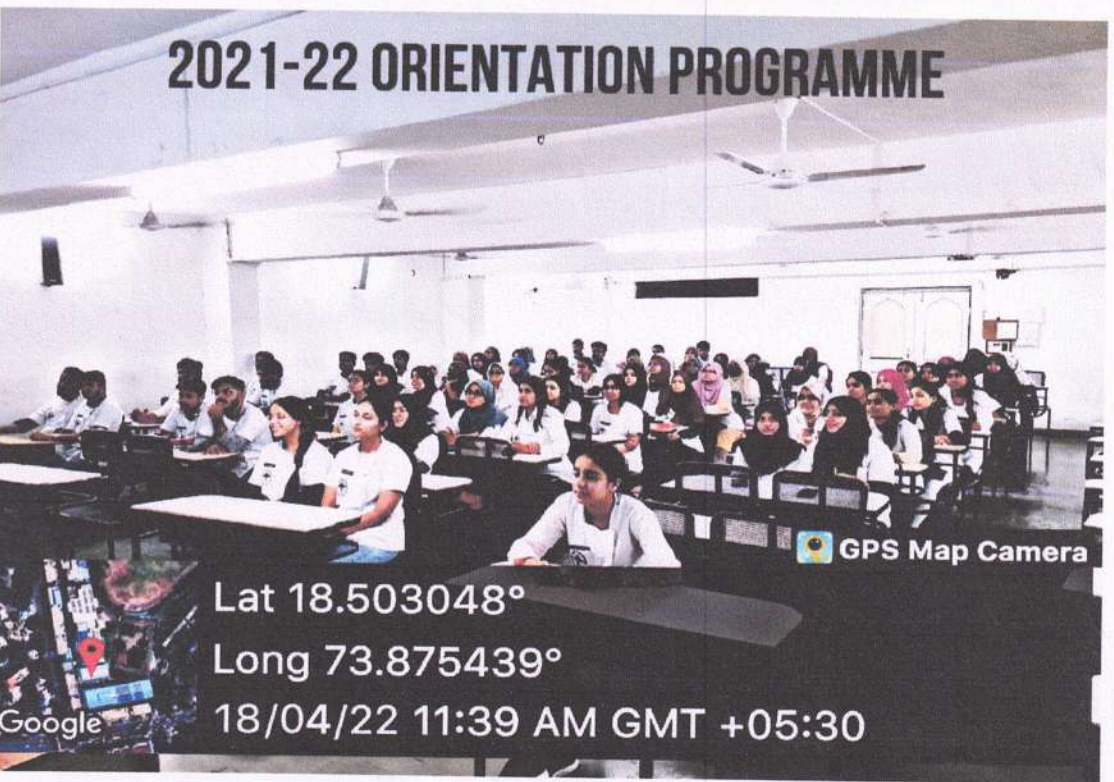 2021-22 ORIENTATION PROGRAMME
GPS Map Camera
Lat 18.503048°
Long 73.875439°
18/04/22 11:39 AM GMT +05:30
Google